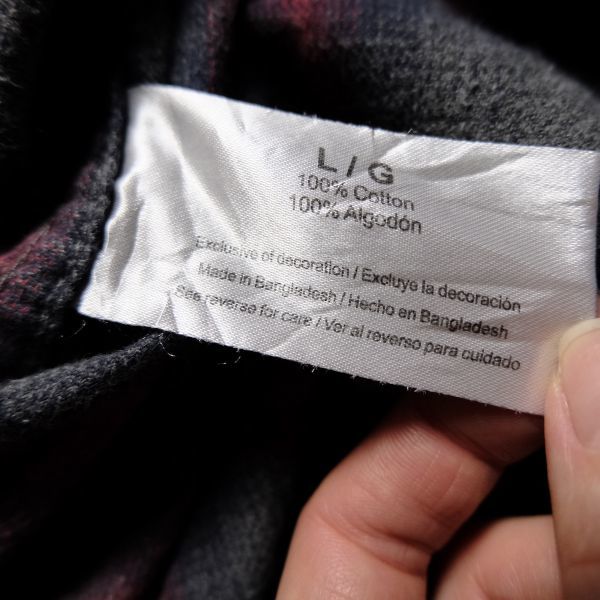 L / G
100% Cotton
100% Algodón
Exclusive of decoration / Excluye la decoración
Made in Bangladesh / Hecho en Bangladesh
See reverse for care / Ver al reverso para cuidado